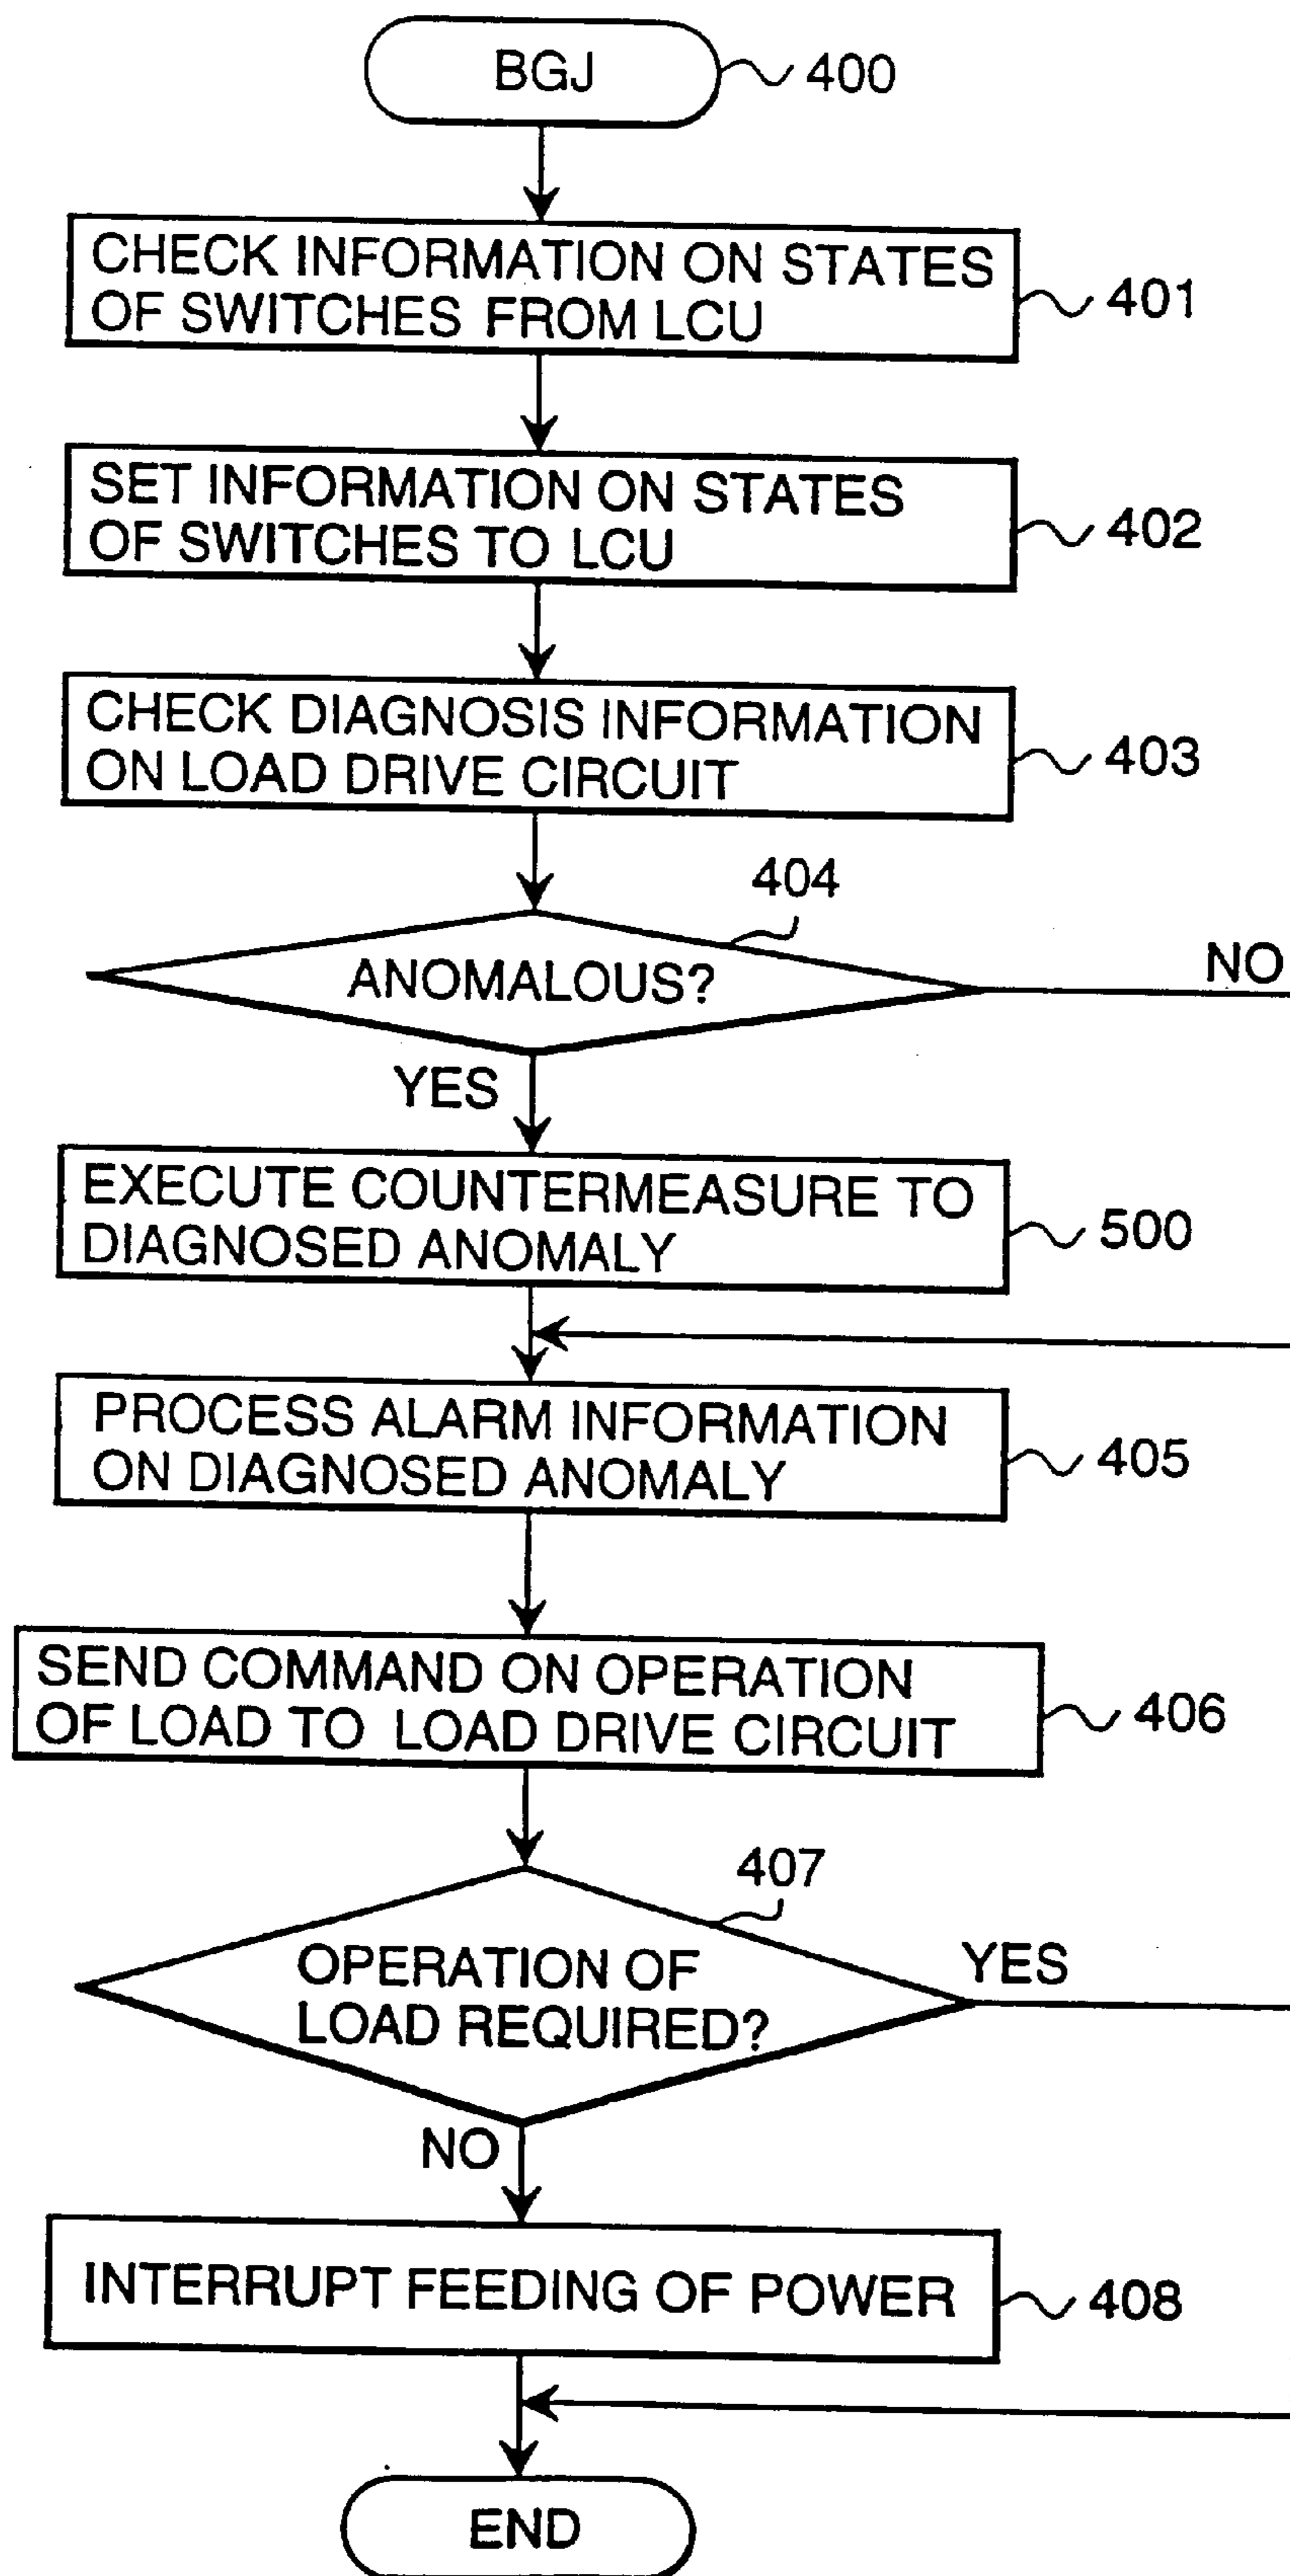 BGJ 400
CHECK INFORMATION ON STATES
OF SWITCHES FROM LCU
401
SET INFORMATION ON STATES
OF SWITCHES TO LCU
402
CHECK DIAGNOSIS INFORMATION
ON LOAD DRIVE CIRCUIT
403
404
ANOMALOUS?
NO
YES
EXECUTE COUNTERMEASURE TO
DIAGNOSED ANOMALY
500
PROCESS ALARM INFORMATION
ON DIAGNOSED ANOMALY
405
SEND COMMAND ON OPERATION
OF LOAD TO LOAD DRIVE CIRCUIT
406
407
OPERATION OF
LOAD REQUIRED?
YES
NO
INTERRUPT FEEDING OF POWER
408
END